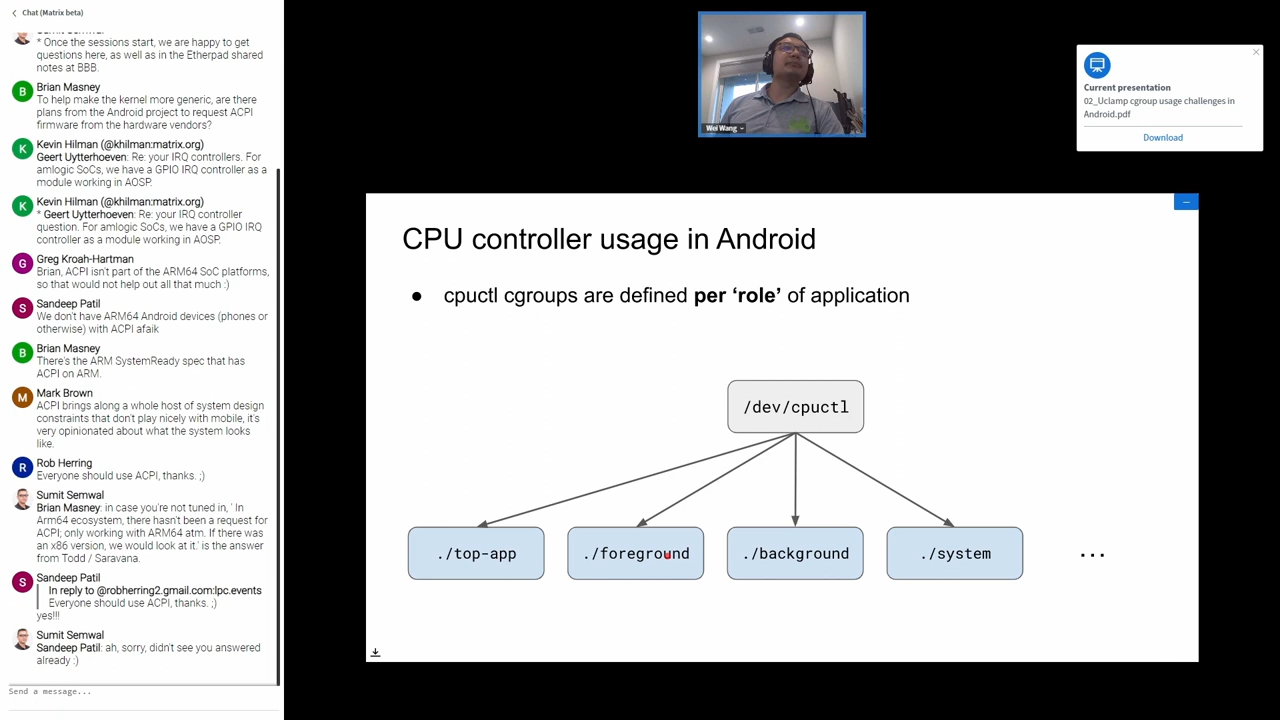 Chat (Matrix beta)
* Once the sessions start, we are happy to get
questions here, as well as in the Etherpad shared
notes at BBB.
B
Brian Masney
To help make the kernel more generic, are there
plans from the Android project to request ACPI
firmware from the hardware vendors?
K
Kevin Hilman (@khilman:matrix.org)
Geert Uytterhoeven: Re: your IRQ controllers. For
amlogic SoCs, we have a GPIO IRQ controller as a
module working in AOSP.
K
Kevin Hilman (@khilman:matrix.org)
* Geert Uytterhoeven: Re: your IRQ controller
question. For amlogic SoCs, we have a GPIO IRQ
controller as a module working in AOSP.
G
Greg Kroah-Hartman
Brian, ACPI isn't part of the ARM64 SoC platforms,
so that would not help out all that much :)
S
Sandeep Patil
We don't have ARM64 Android devices (phones or
otherwise) with ACPI afaik
B
Brian Masney
There's the ARM SystemReady spec that has
ACPI on ARM.
M
Mark Brown
ACPI brings along a whole host of system design
constraints that don't play nicely with mobile, it's
very opinionated about what the system looks
like.
R
Rob Herring
Everyone should use ACPI, thanks. ;)
Sumit Semwal
Brian Masney: in case you're not tuned in, ' In
Arm64 ecosystem, there hasn't been a request for
ACPI; only working with ARM64 atm. If there was
an x86 version, we would look at it.' is the answer
from Todd / Saravana.
S
Sandeep Patil
In reply to @robherring2.gmail.com:lpc.events
Everyone should use ACPI, thanks. ;)
yes!!!
Sumit Semwal
Sandeep Patil: ah, sorry, didn't see you answered
already :)
Send a message...
Wei Wang
Current presentation
02_Uclamp cgroup usage challenges in
Android.pdf
Download
CPU controller usage in Android
● cpuctl cgroups are defined per ‘role’ of application
/dev/cpuctl
./top-app
./foreground
./background
./system
...